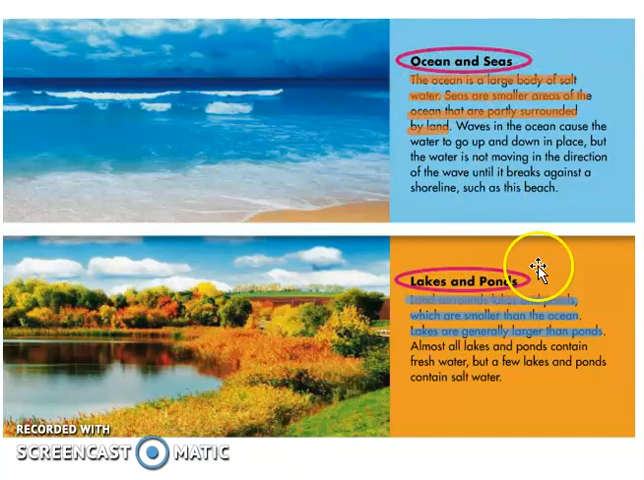 Ocean and Seas
The ocean is a large body of salt
water. Seas are smaller areas of the
ocean that are partly surrounded
by land. Waves in the ocean cause the
water to go up and down in place, but
the water is not moving in the direction
of the wave until it breaks against a
shoreline, such as this beach.
Lakes and Ponds
Land surrounds lakes and ponds,
which are smaller than the ocean.
Lakes are generally larger than ponds.
Almost all lakes and ponds contain
fresh water, but a few lakes and ponds
contain salt water.
RECORDED WITH
SCREENCAST MATIC